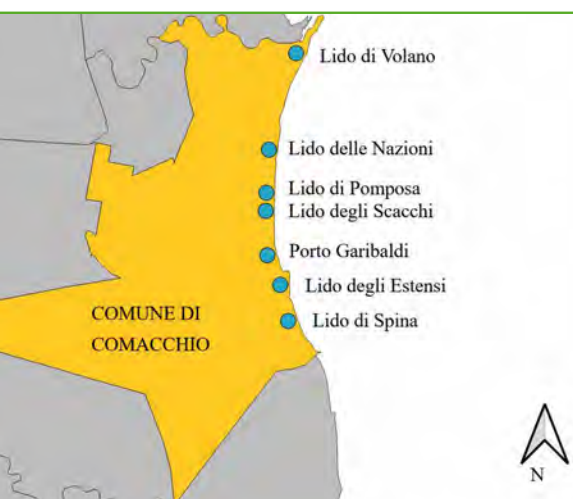 Lido di Volano
Lido delle Nazioni
Lido di Pomposa
Lido degli Scacchi
Porto Garibaldi
Lido degli Estensi
Lido di Spina
COMUNE DI
COMACCHIO
N